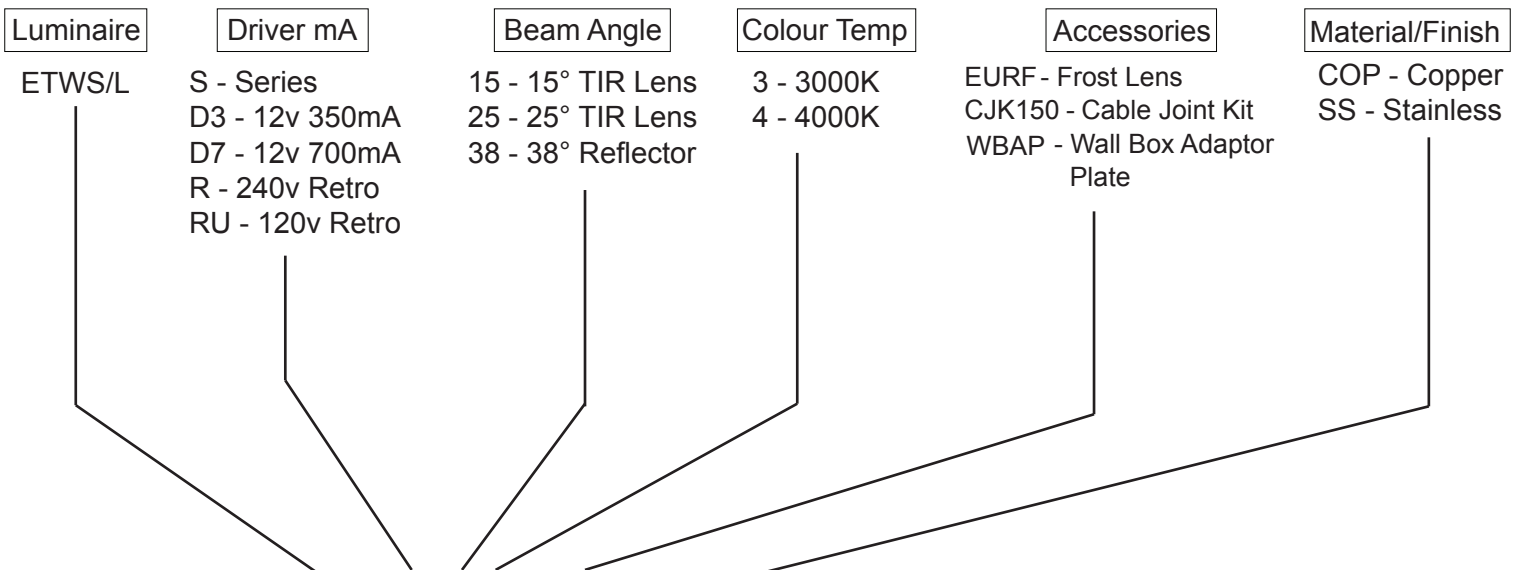 Luminaire
ETWS/L
Driver mA
S - Series
D3 - 12v 350mA
D7 - 12v 700mA
R - 240v Retro
RU - 120v Retro
Beam Angle
15 - 15° TIR Lens
25 - 25° TIR Lens
38 - 38° Reflector
Colour Temp
3 - 3000K
4 - 4000K
Accessories
EURF - Frost Lens
CJK150 - Cable Joint Kit
WBAP - Wall Box Adaptor
Plate
Material/Finish
COP - Copper
SS - Stainless